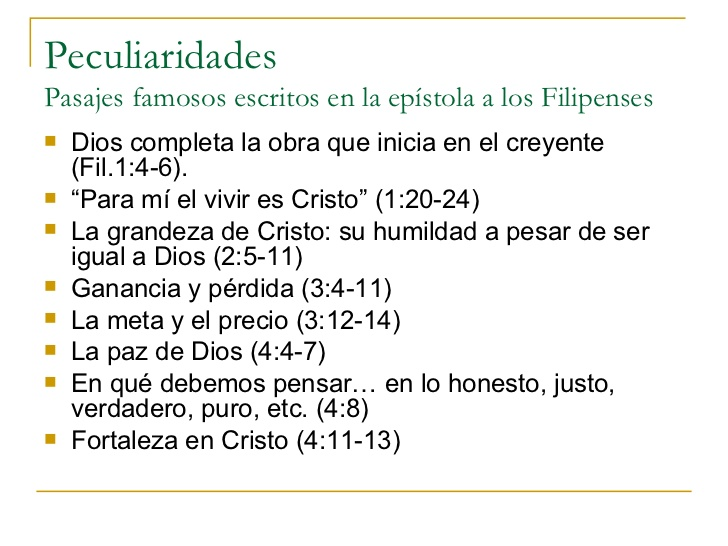 Peculiaridades
Pasajes famosos escritos en la epístola a los Filipenses
Dios completa la obra que inicia en el creyente
(Fil.1:4-6).
“Para mí el vivir es Cristo” (1:20-24)
La grandeza de Cristo: su humildad a pesar de ser
igual a Dios (2:5-11)
Ganancia y pérdida (3:4-11)
La meta y el precio (3:12-14)
La paz de Dios (4:4-7)
En qué debemos pensar… en lo honesto, justo,
verdadero, puro, etc. (4:8)
Fortaleza en Cristo (4:11-13)